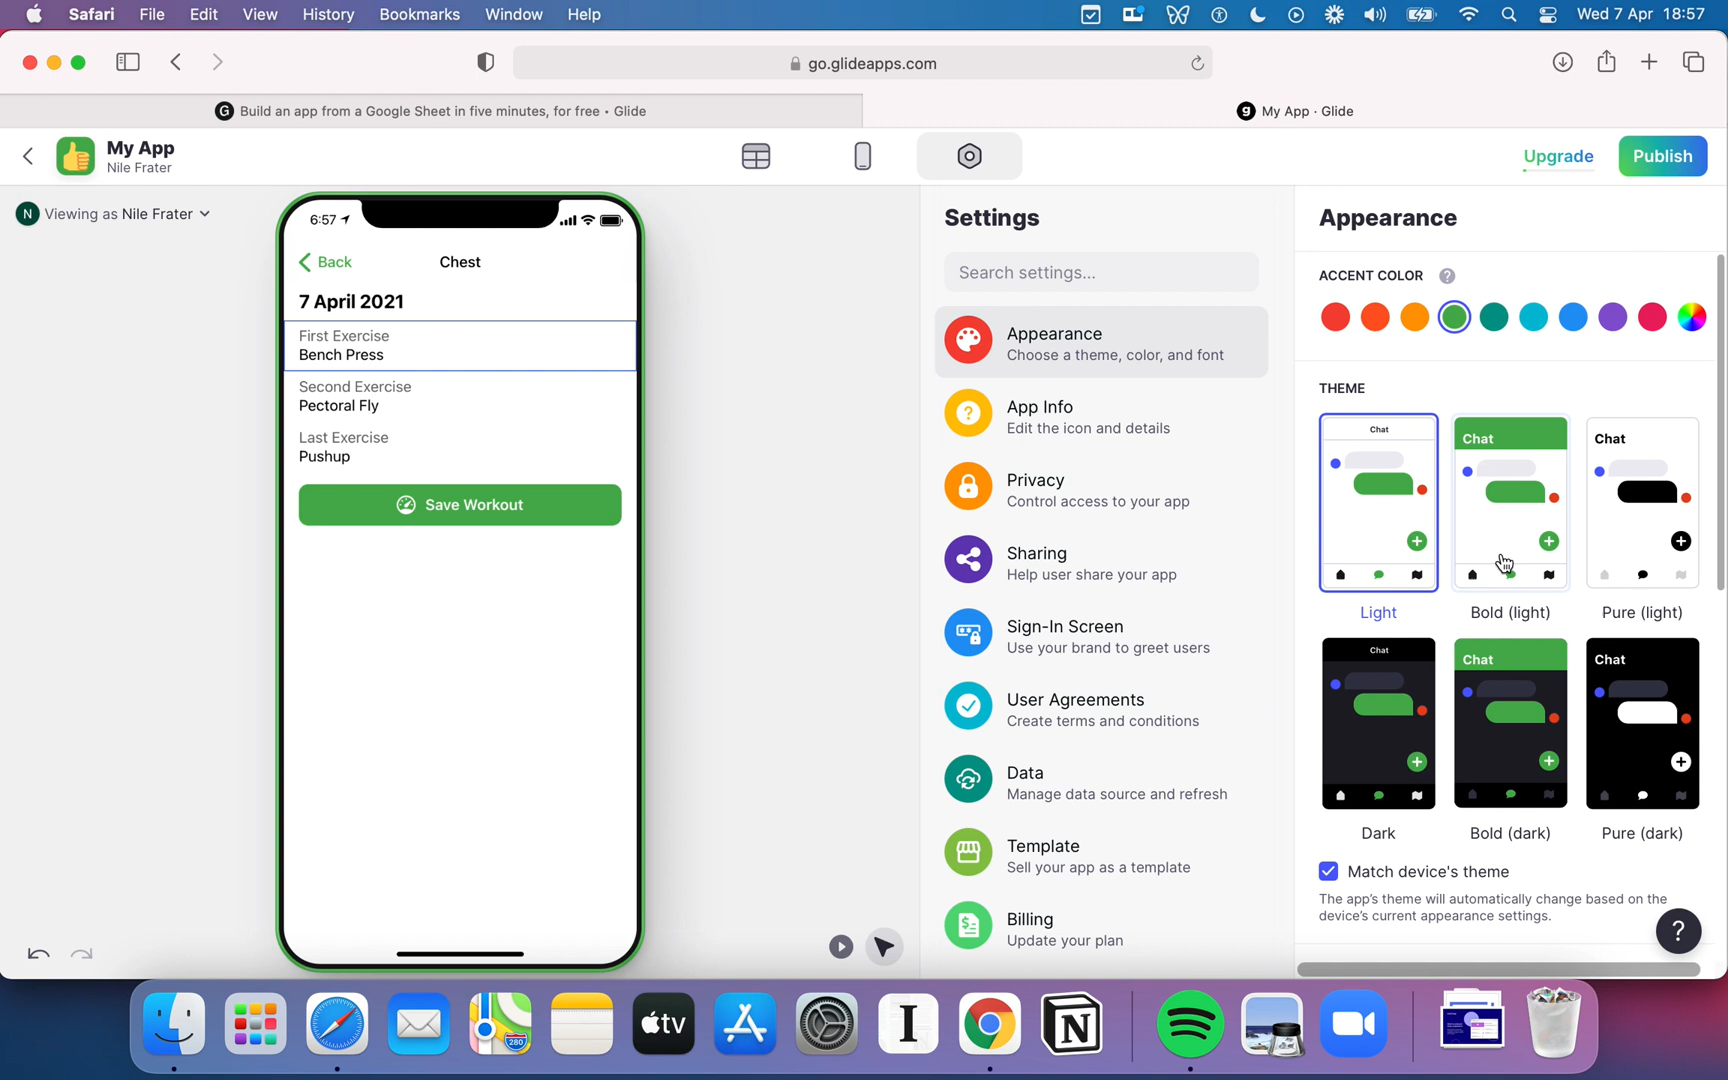 Safari File Edit View History Bookmarks Window Help Wed 7 Apr 18:57
go.glideapps.com
G Build an app from a Google Sheet in five minutes, for free • Glide
g My App · Glide
My App
Nile Frater
Upgrade
Publish
N Viewing as Nile Frater
6:57
Back
Chest
7 April 2021
First Exercise
Bench Press
Second Exercise
Pectoral Fly
Last Exercise
Pushup
Save Workout
Settings
Search settings...
Appearance
Choose a theme, color, and font
App Info
Edit the icon and details
Privacy
Control access to your app
Sharing
Help user share your app
Sign-In Screen
Use your brand to greet users
User Agreements
Create terms and conditions
Data
Manage data source and refresh
Template
Sell your app as a template
Billing
Update your plan
Appearance
ACCENT COLOR ?
THEME
Chat
Chat
Chat
Light
Bold (light)
Pure (light)
Chat
Chat
Chat
Dark
Bold (dark)
Pure (dark)
Match device's theme
The app's theme will automatically change based on the
device's current appearance settings.
?
280
tv
N